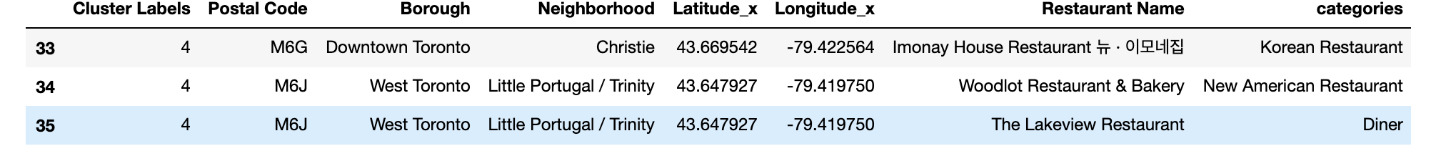 Cluster Labels Postal Code Borough Neighborhood Latitude_x Longitude_x Restaurant Name categories
33 4 M6G Downtown Toronto Christie 43.669542 -79.422564 Imonay House Restaurant 뉴 · 이모네집 Korean Restaurant
34 4 M6J West Toronto Little Portugal / Trinity 43.647927 -79.419750 Woodlot Restaurant & Bakery New American Restaurant
35 4 M6J West Toronto Little Portugal / Trinity 43.647927 -79.419750 The Lakeview Restaurant Diner